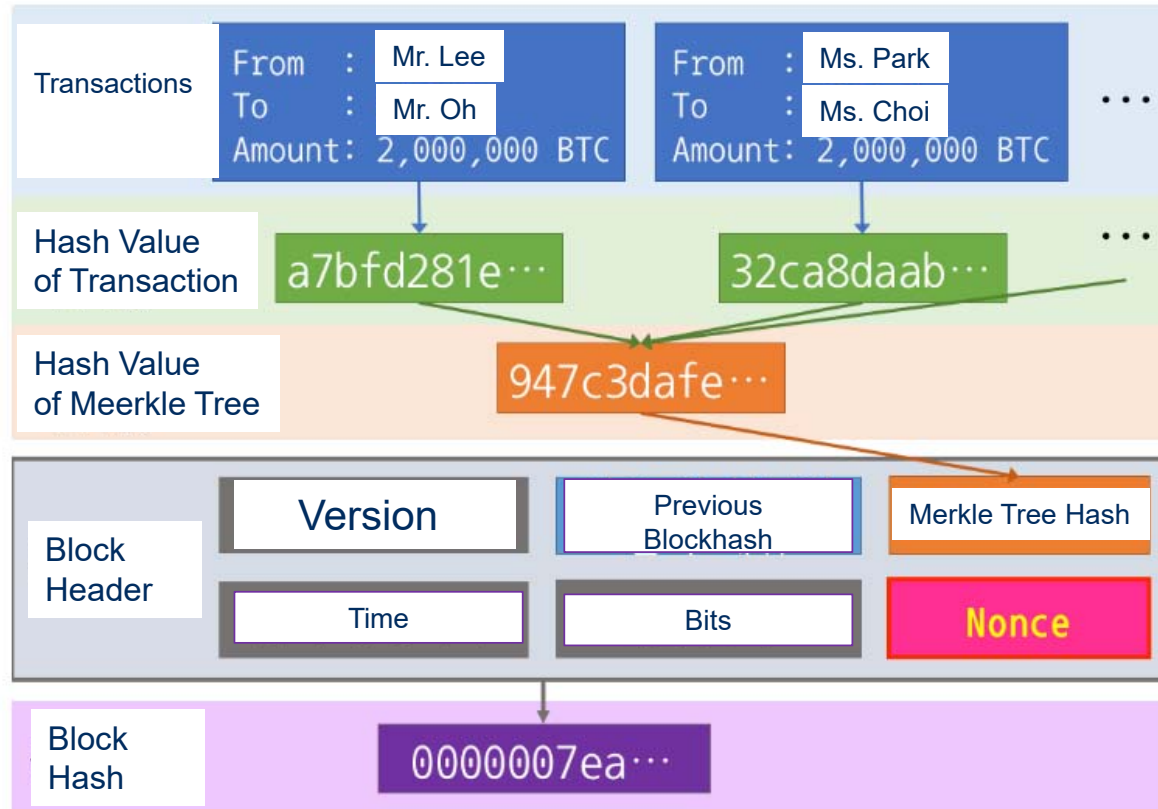 Transactions
From : Mr. Lee
To : Mr. Oh
Amount: 2,000,000 BTC
From : Ms. Park
To : Ms. Choi
Amount: 2,000,000 BTC
...
Hash Value
of Transaction
a7bfd281e...
32ca8daab...
...
Hash Value
of Meerkle Tree
947c3dafe...
Block
Header
Version
Previous
Blockhash
Merkle Tree Hash
Time
Bits
Nonce
Block
Hash
0000007ea...